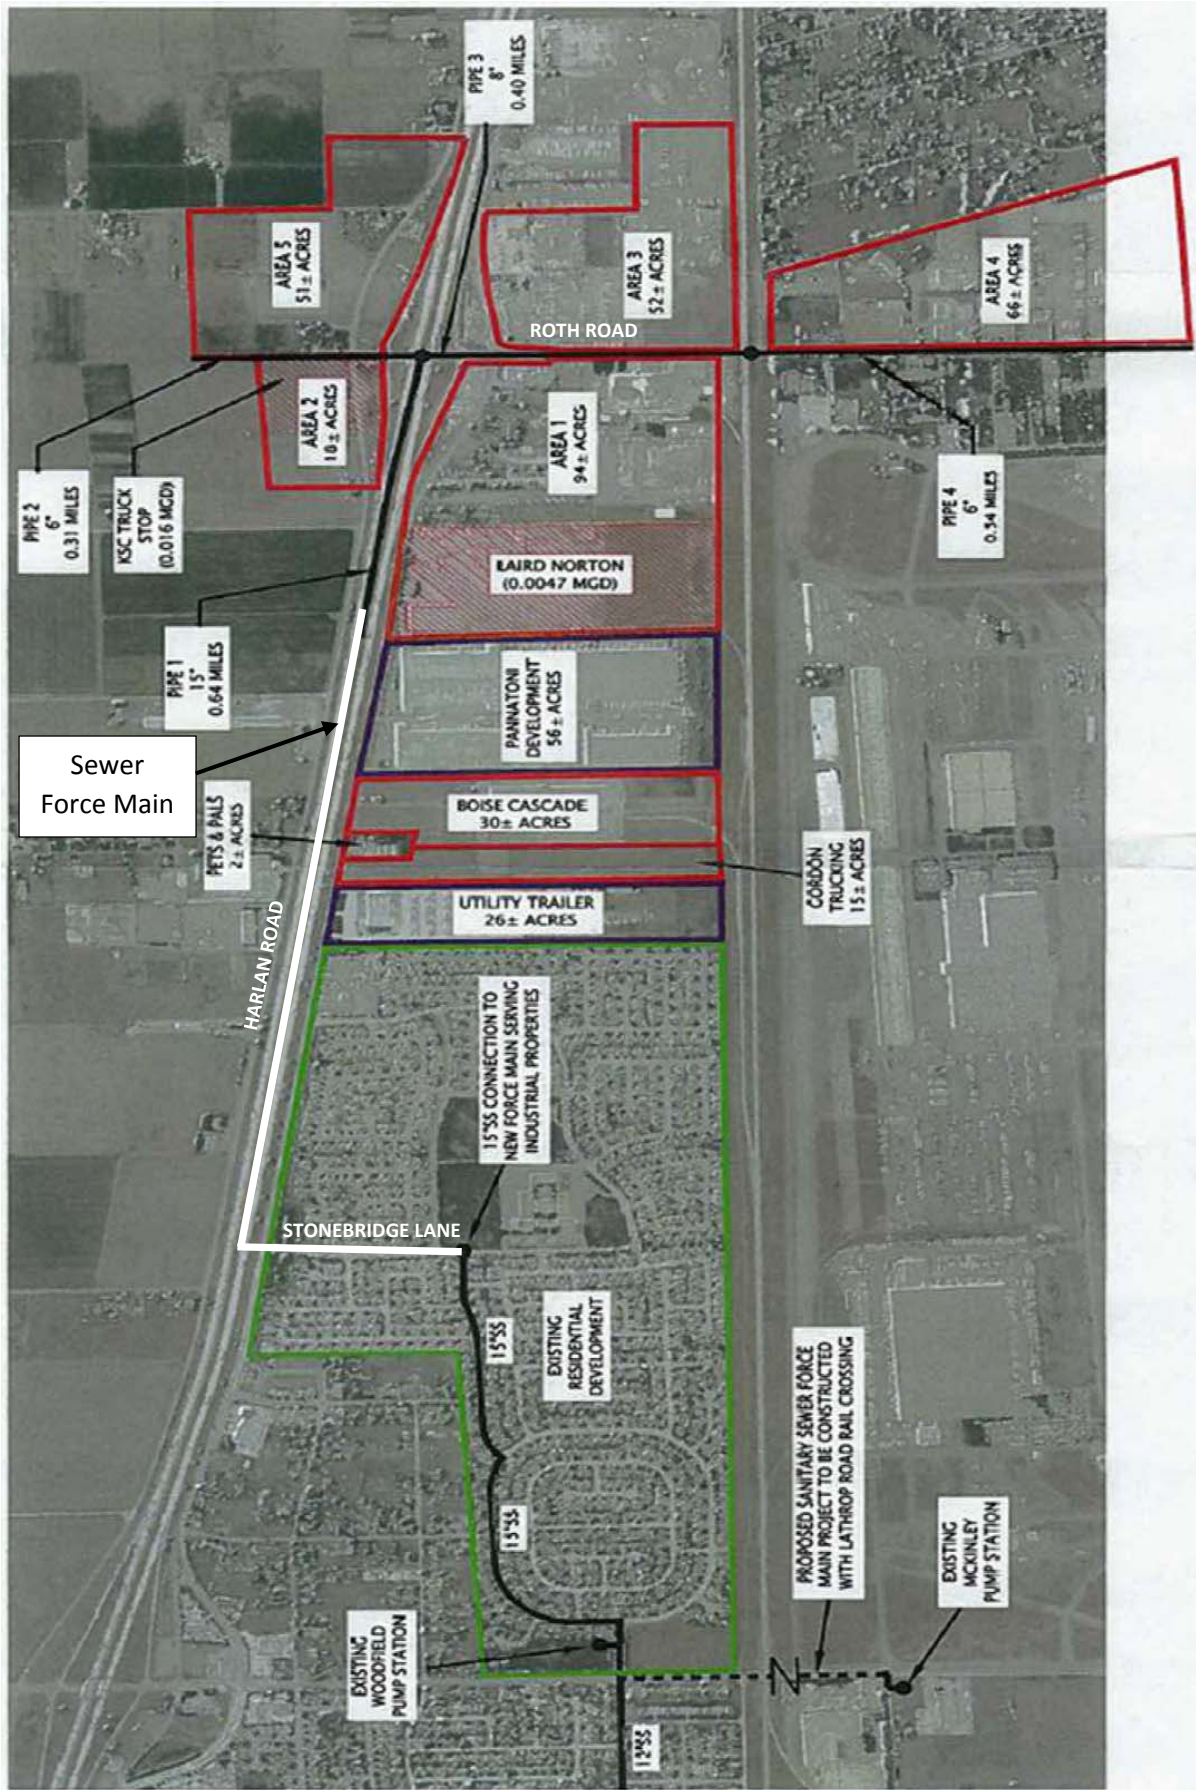 PIPE 3
8"
0.40 MILES
AREA 5
51± ACRES
AREA 3
52± ACRES
AREA 4
66± ACRES
ROTH ROAD
AREA 2
18± ACRES
AREA 1
94± ACRES
PIPE 2
6"
0.31 MILES
KSC TRUCK
STOP
(0.016 MGD)
PIPE 4
6"
0.54 MILES
LAIRD NORTON
(0.0047 MGD)
PIPE 1
15"
0.64 MILES
PANNATONI
DEVELOPMENT
56± ACRES
Sewer
Force Main
PETS & PALS
2± ACRES
BOISE CASCADE
30± ACRES
GORDON
TRUCKING
15± ACRES
UTILITY TRAILER
26± ACRES
HARLAN ROAD
15"SS CONNECTION TO
NEW FORCE MAIN SERVING
INDUSTRIAL PROPERTIES
STONEBRIDGE LANE
15"SS
EXISTING
RESIDENTIAL
DEVELOPMENT
15"SS
PROPOSED SANITARY SEWER FORCE
MAIN PROJECT TO BE CONSTRUCTED
WITH LATHROP ROAD RAIL CROSSING
EXISTING
MCKINLEY
PUMP STATION
EXISTING
WOODFIELD
PUMP STATION
12"SS